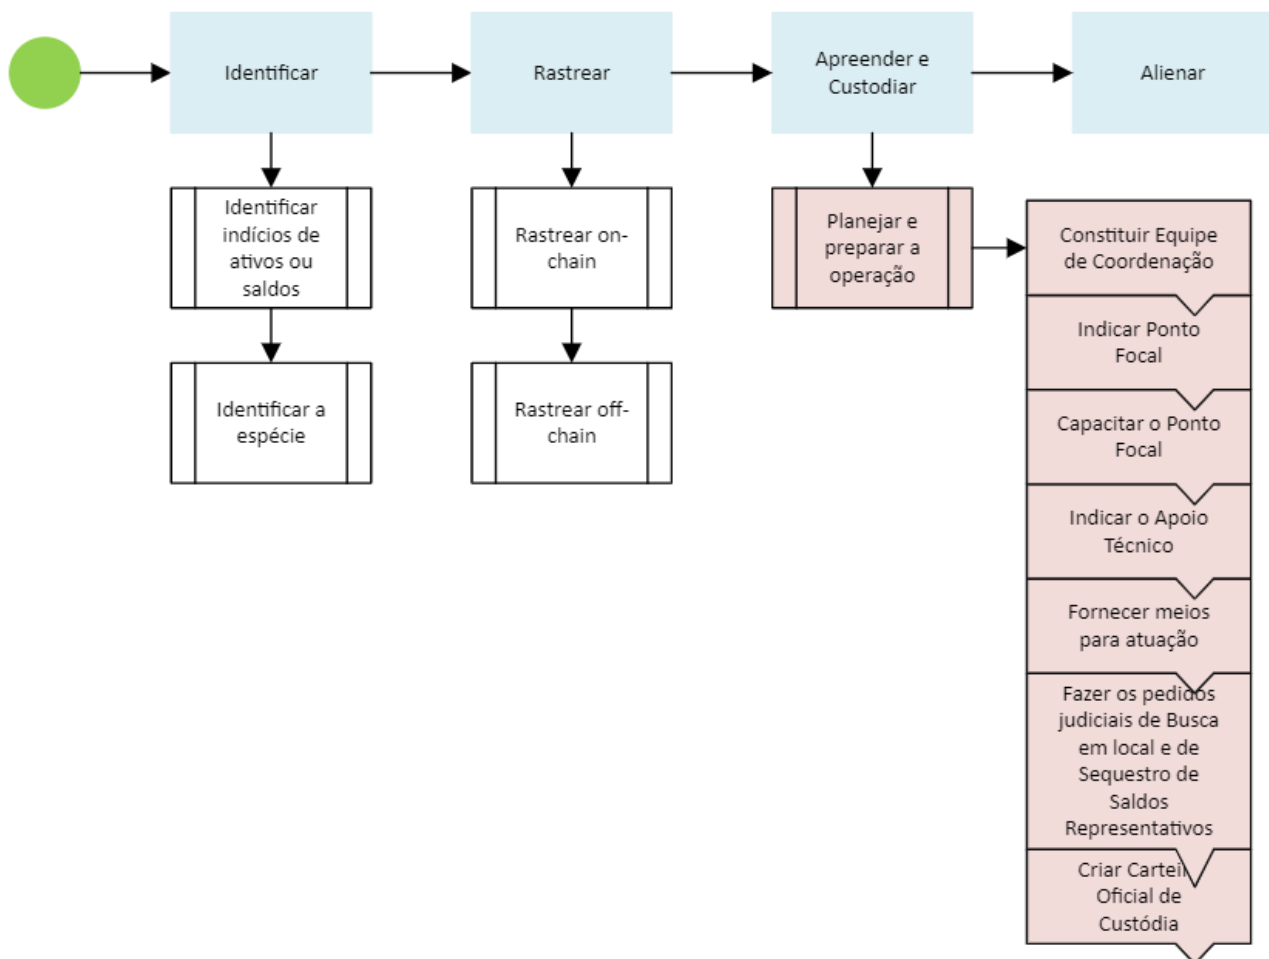 Identificar
Rastrear
Apreender e
Custodiar
Alienar
Identificar
indícios de
ativos ou
saldos
Identificar a
espécie
Rastrear on-
chain
Rastrear off-
chain
Planejar e
preparar a
operação
Constituir Equipe
de Coordenação
Indicar Ponto
Focal
Capacitar o Ponto
Focal
Indicar o Apoio
Técnico
Fornecer meios
para atuação
Fazer os pedidos
judiciais de Busca
em local e de
Sequestro de
Saldos
Representativos
Criar Carteira
Oficial de
Custódia